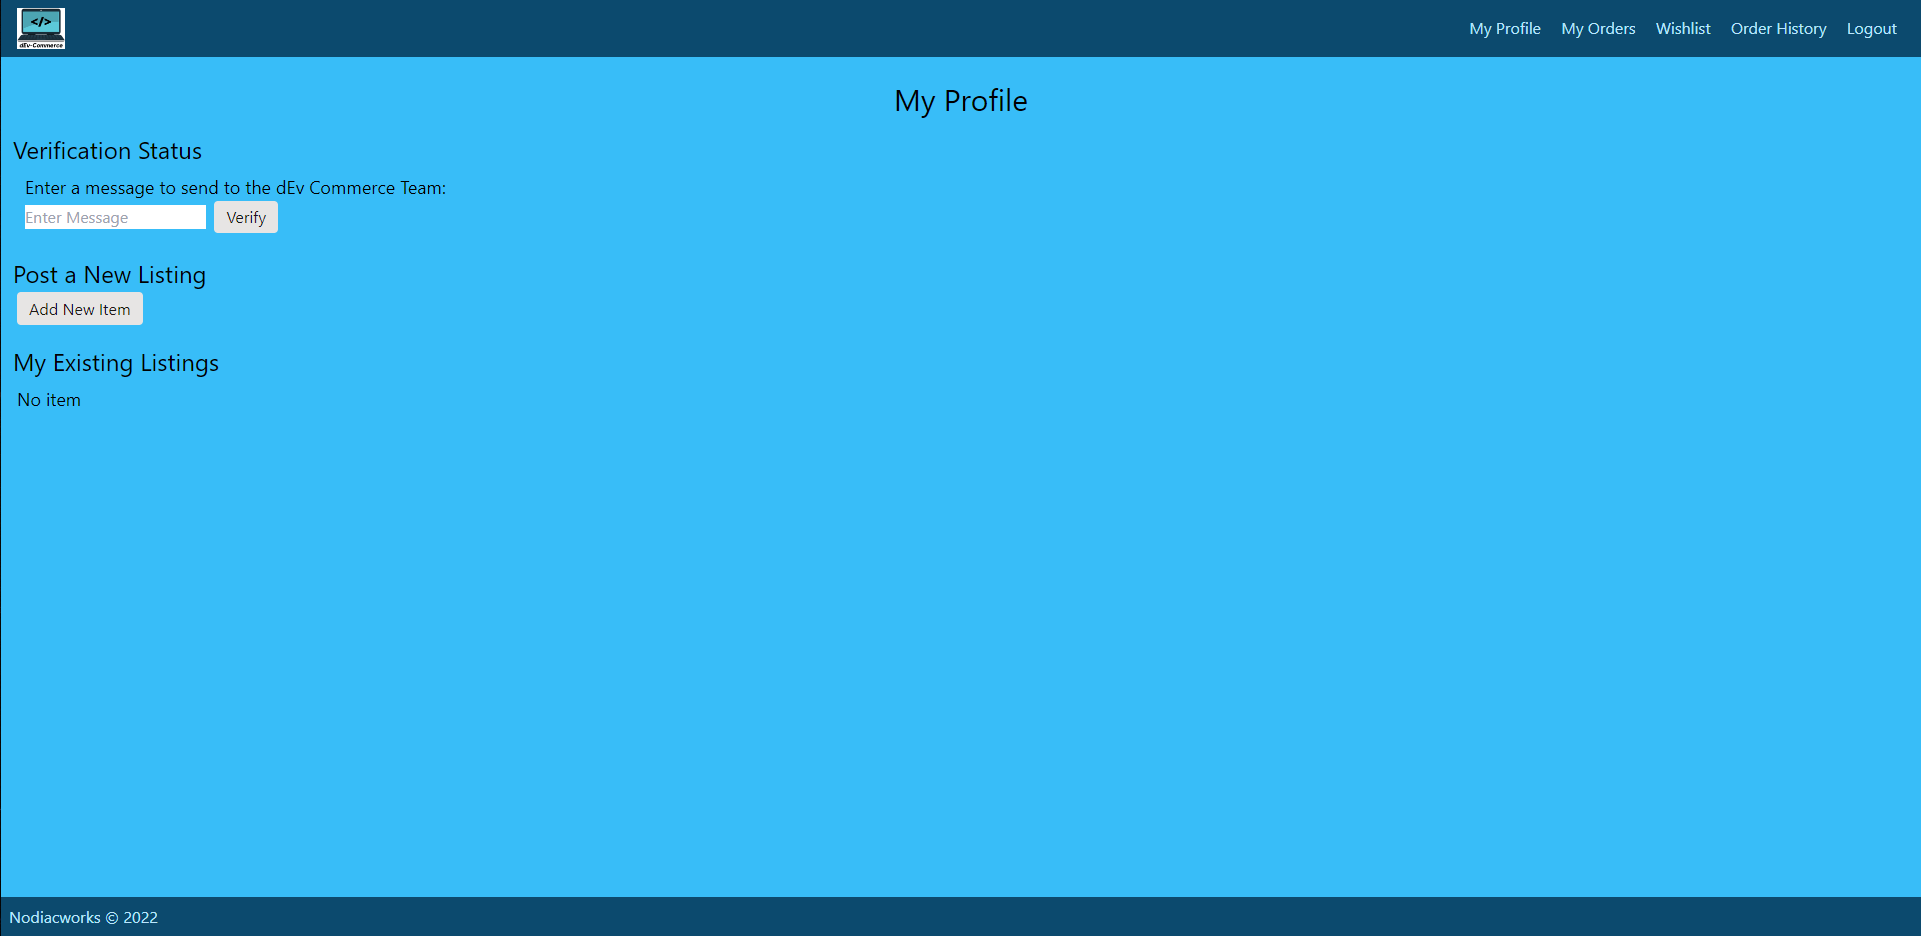 </>
dEv-Commerce
My Profile My Orders Wishlist Order History Logout
My Profile
Verification Status
Enter a message to send to the dEv Commerce Team:
Enter Message Verify
Post a New Listing
Add New Item
My Existing Listings
No item
Nodiacworks © 2022